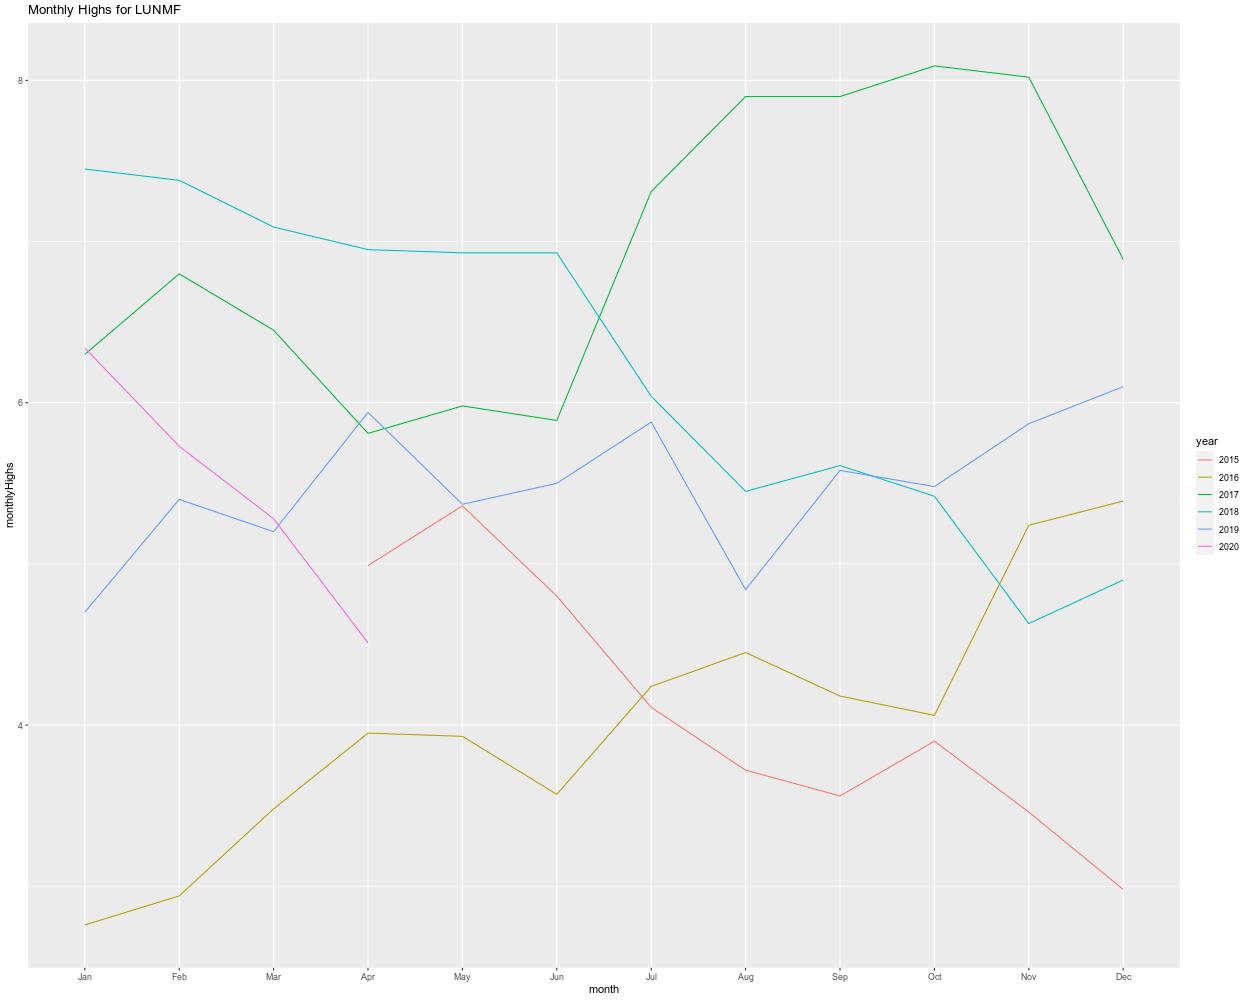 Monthly Highs for LUNMF
8
6
4
monthlyHighs
Jan Feb Mar Apr May Jun Jul Aug Sep Oct Nov Dec
month
year
2015
2016
2017
2018
2019
2020